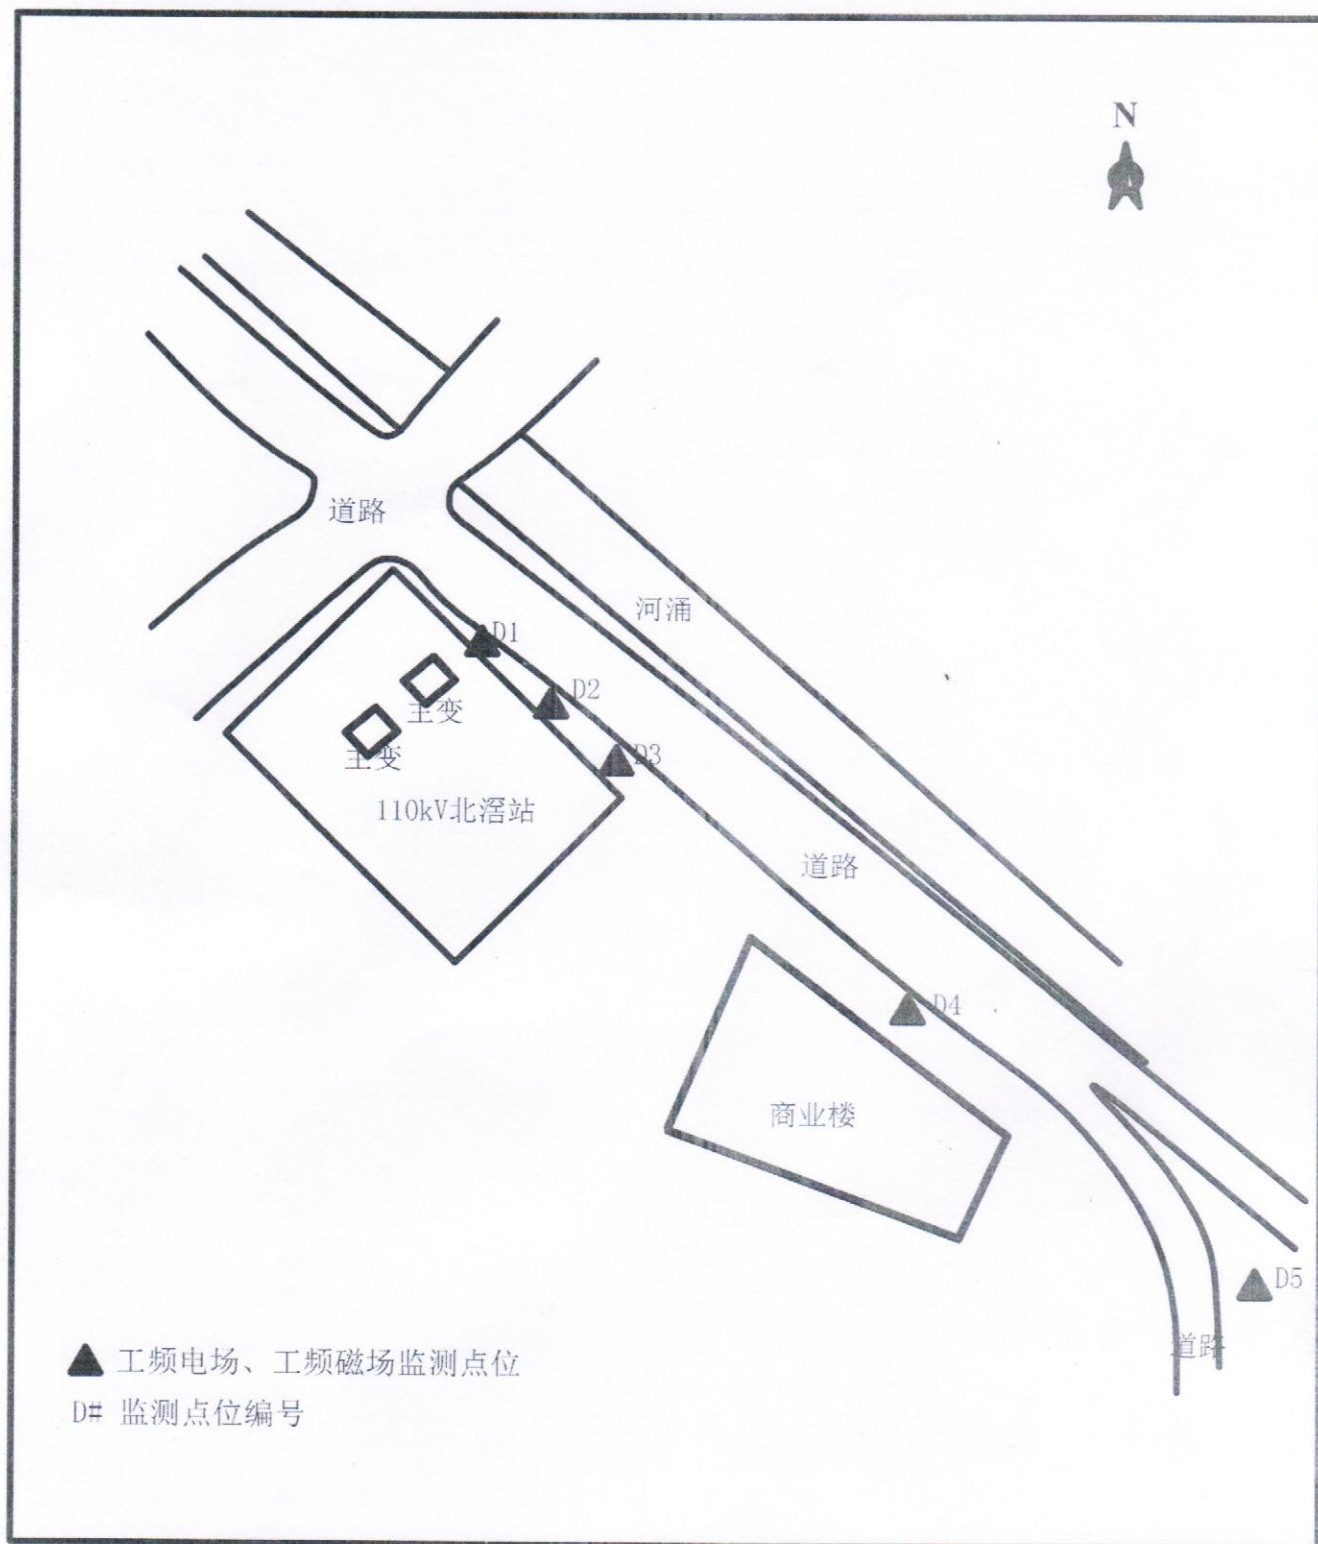 N
道路
河涌
D1
D2
主变
D3
主变
110kV北滘站
道路
D4
商业楼
D5
道路
工频电场、工频磁场监测点位
D# 监测点位编号